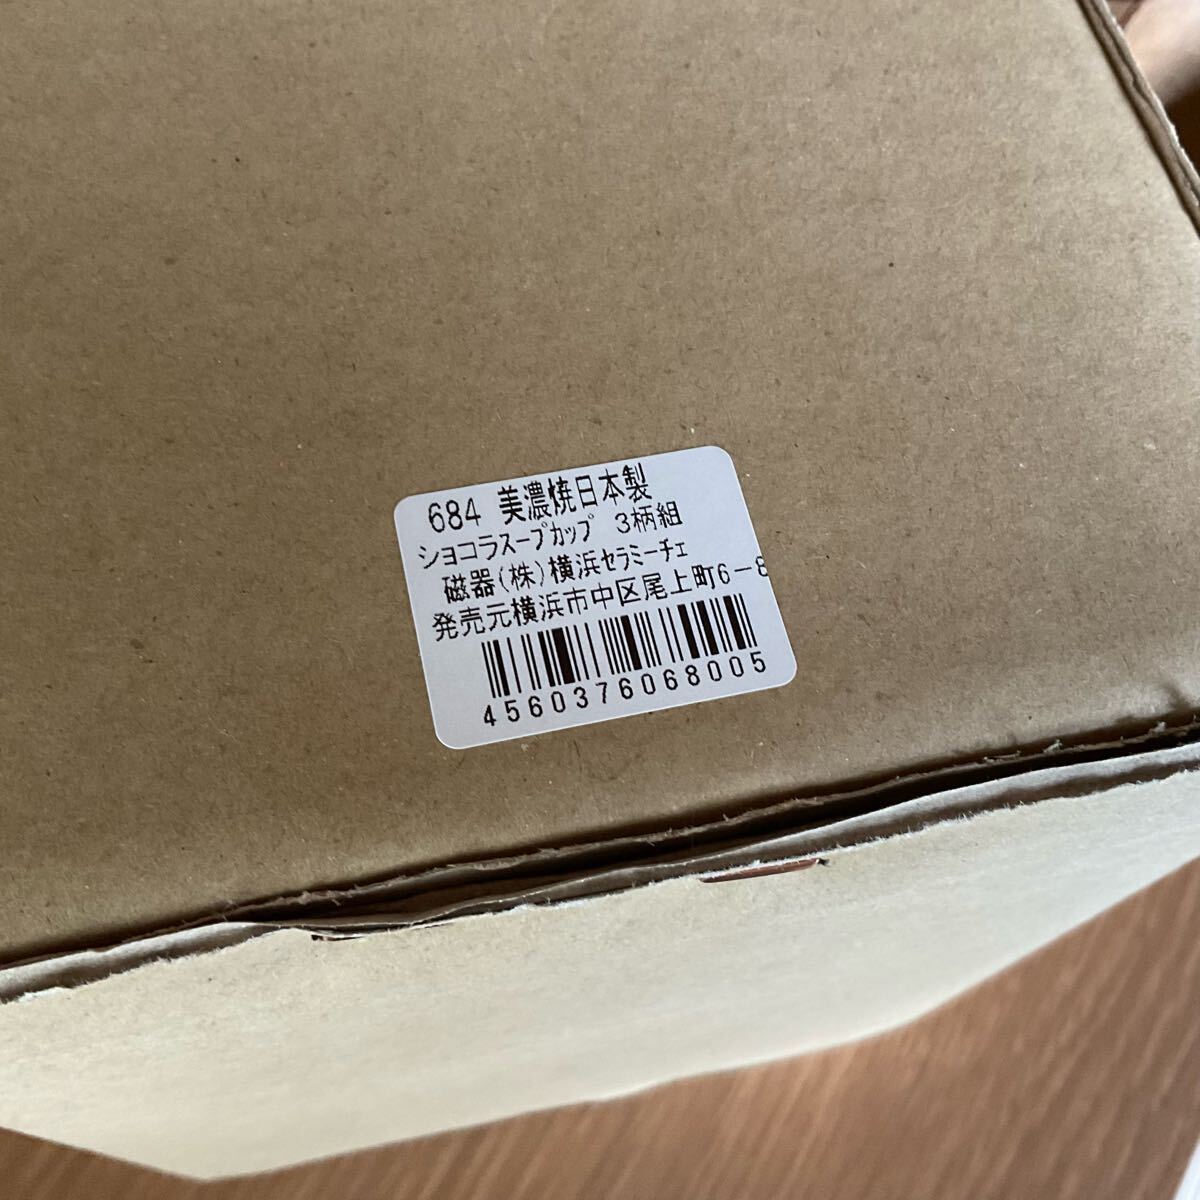 684 美濃焼日本製
ショコラスープカップ 3柄組
磁器(株)横浜セラミーチェ
発売元横浜市中区尾上町6-8
4560376068005